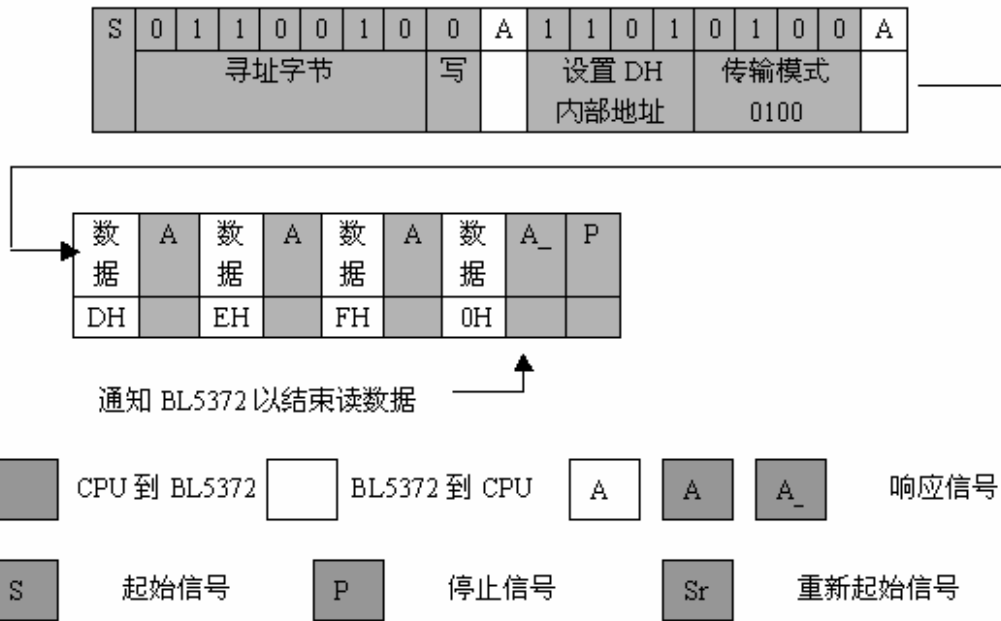 S 0 1 1 0 0 1 0 0 A 1 1 0 1 0 1 0 0 A
寻址字节 写 设置 DH 传输模式
内部地址 0100
数 A 数 A 数 A 数 A_ P
据 据 据 据
DH EH FH 0H
通知 BL5372 以结束读数据
CPU 到 BL5372 BL5372 到 CPU A A A_ 响应信号
S 起始信号 P 停止信号 Sr 重新起始信号